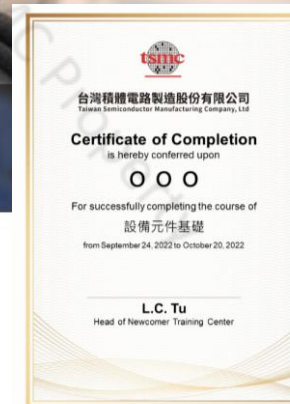 tsmc
台灣積體電路製造股份有限公司
Taiwan Semiconductor Manufacturing Company, Ltd
Certificate of Completion
is hereby conferred upon
O O O
For successfully completing the course of
設備元件基礎
from September 24, 2022 to October 20, 2022
L.C. Tu
Head of Newcomer Training Center
C Property